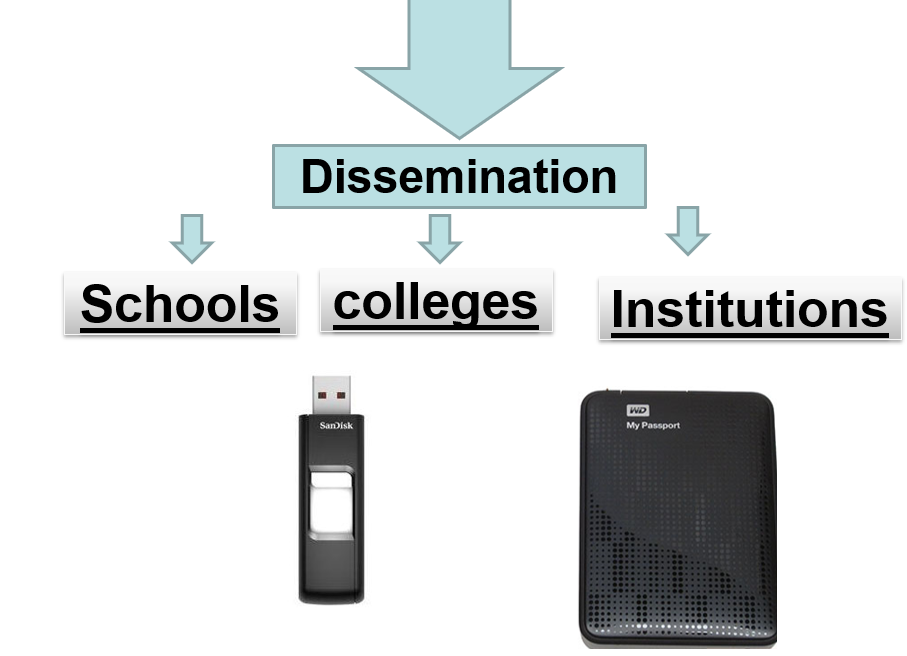 Dissemination
Schools
colleges
Institutions
SanDisk
WD
My Passport